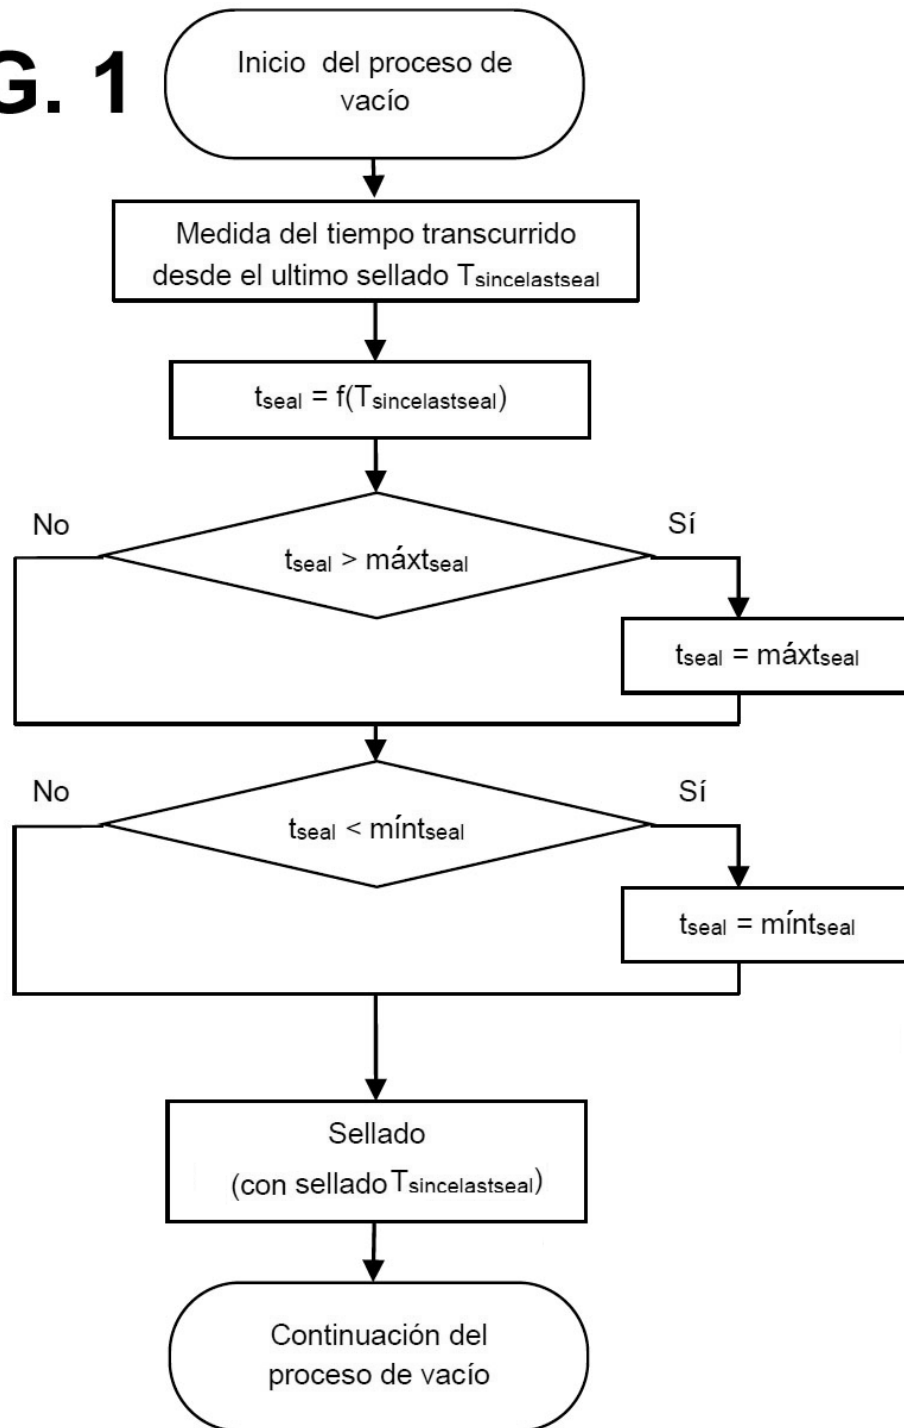 G. 1
Inicio del proceso de
vacío
Medida del tiempo transcurrido
desde el ultimo sellado Tsincelastseal
tseal = f(Tsincelastseal)
No
Sí
tseal > máxtseal
tseal = máxtseal
No
Sí
tseal < míntseal
tseal = míntseal
Sellado
(con sellado Tsincelastseal)
Continuación del
proceso de vacío